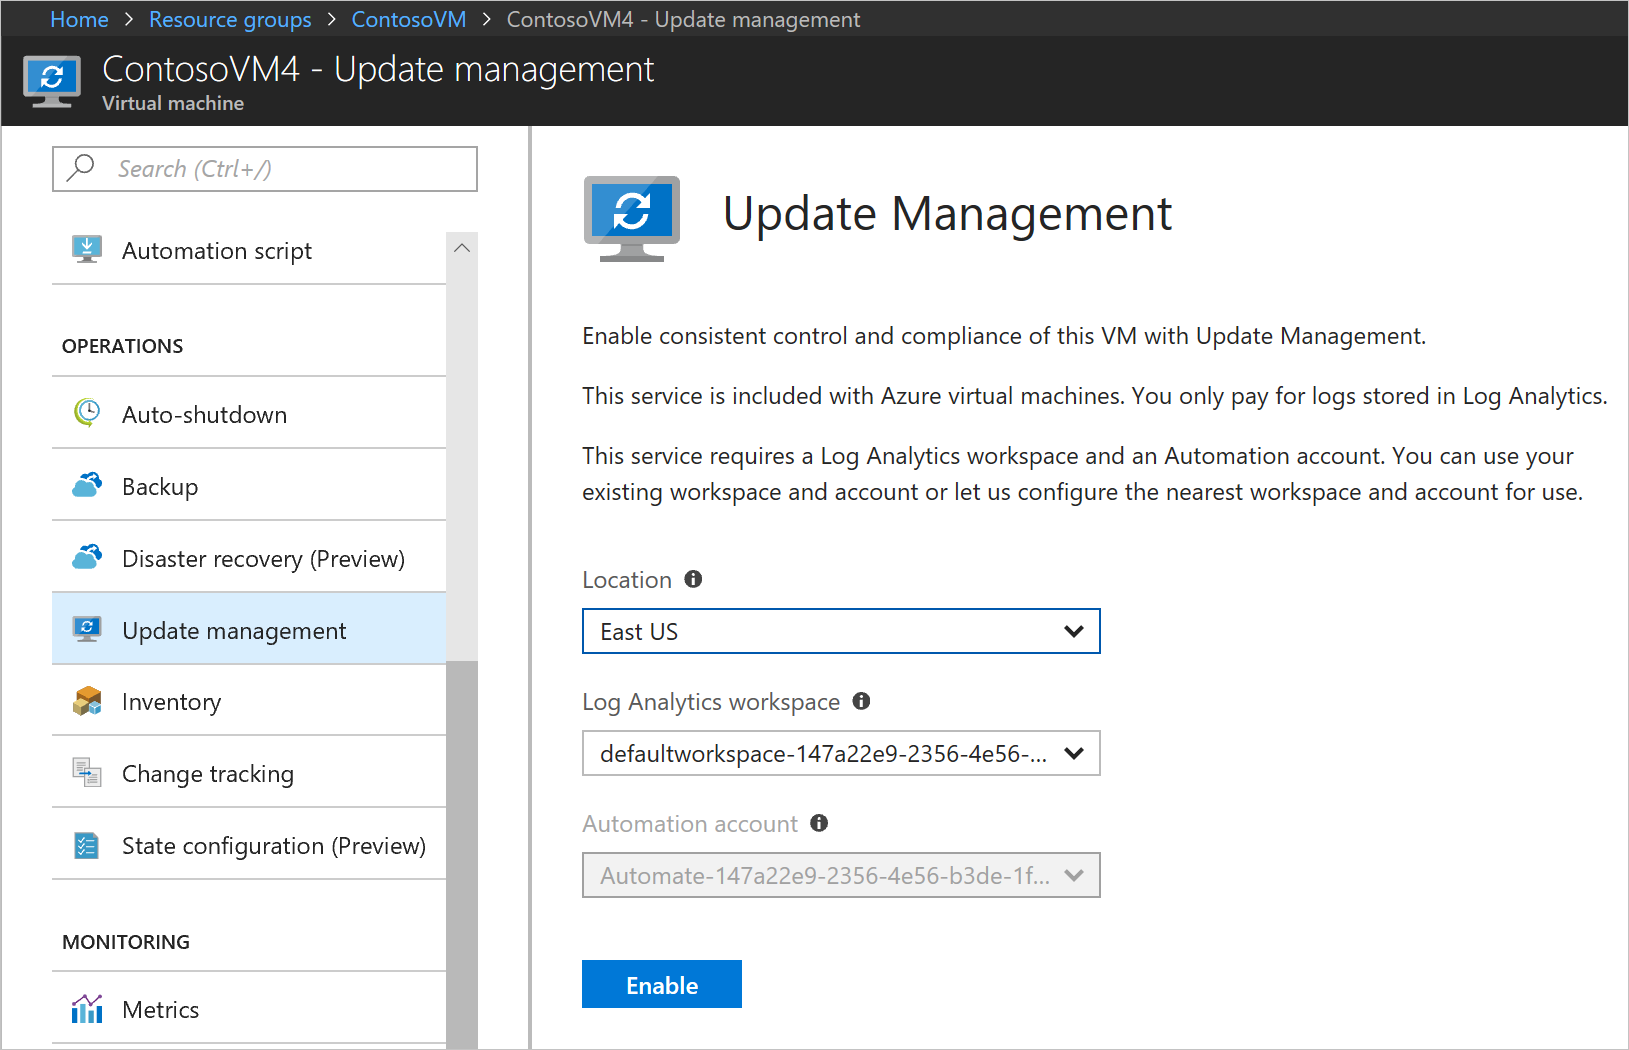 Home > Resource groups > ContosoVM > ContosoVM4 - Update management
ContosoVM4 - Update management
Virtual machine
Search (Ctrl+/)
Automation script
OPERATIONS
Auto-shutdown
Backup
Disaster recovery (Preview)
Update management
Inventory
Change tracking
State configuration (Preview)
MONITORING
Metrics
Update Management
Enable consistent control and compliance of this VM with Update Management.
This service is included with Azure virtual machines. You only pay for logs stored in Log Analytics.
This service requires a Log Analytics workspace and an Automation account. You can use your
existing workspace and account or let us configure the nearest workspace and account for use.
Location
East US
Log Analytics workspace
defaultworkspace-147a22e9-2356-4e56-...
Automation account
Automate-147a22e9-2356-4e56-b3de-1f...
Enable